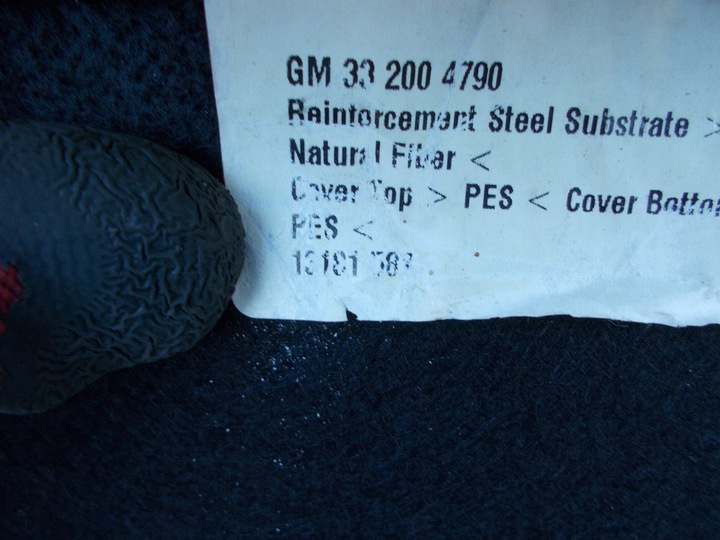 GM 33 200 4790
Reinforcement Steel Substrate >
Natural Fiber <
Cover Top > PES < Cover Bottom
PES <